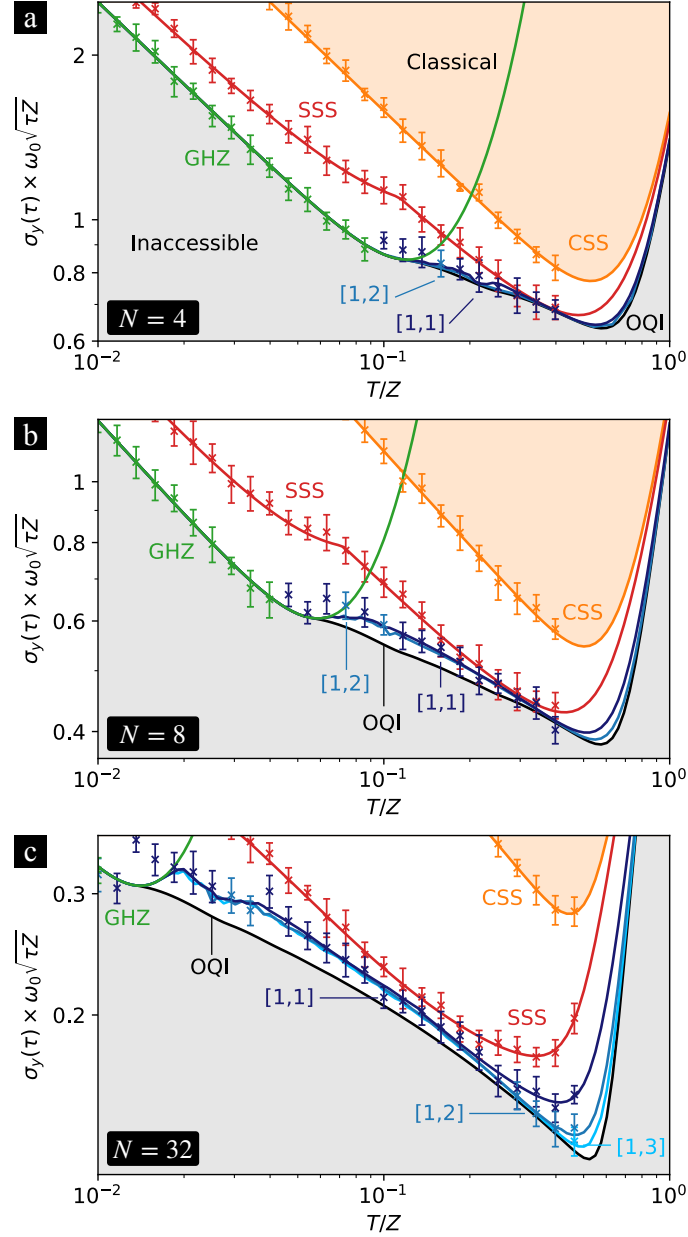 a
2
1
0.8
0.6
σy(τ) × ω0√τZ
Classical
SSS
GHZ
Inaccessible
CSS
[1,2]
[1,1]
OQI
N = 4
10⁻²
10⁻¹
10⁰
T/Z
b
1
0.8
0.6
0.4
σy(τ) × ω0√τZ
SSS
GHZ
CSS
[1,2]
[1,1]
OQI
N = 8
10⁻²
10⁻¹
10⁰
T/Z
c
0.3
0.2
σy(τ) × ω0√τZ
GHZ
CSS
OQI
[1,1]
SSS
[1,2]
[1,3]
N = 32
10⁻²
10⁻¹
10⁰
T/Z